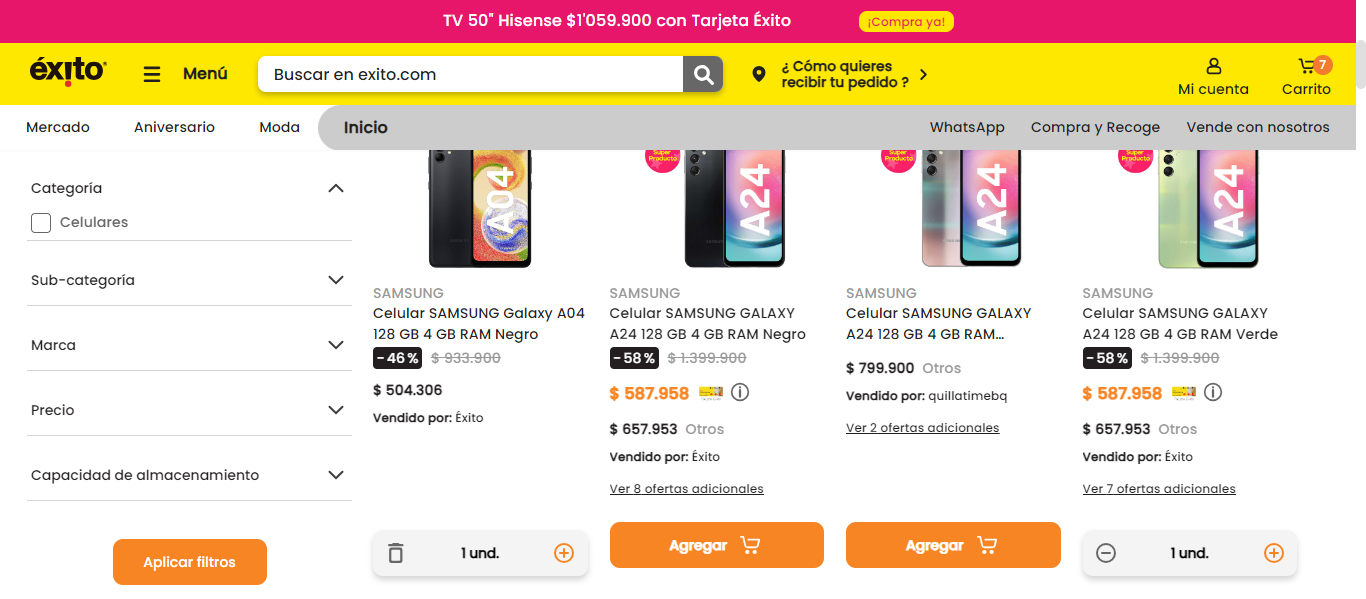 TV 50" Hisense $1'059.900 con Tarjeta Éxito
¡Compra ya!
éxito
Menú
Buscar en exito.com
¿ Cómo quieres
recibir tu pedido ?
Mi cuenta
7
Carrito
Mercado
Aniversario
Moda
Inicio
WhatsApp
Compra y Recoge
Vende con nosotros
Categoría
Celulares
Sub-categoría
Marca
Precio
Capacidad de almacenamiento
Aplicar filtros
A04
SAMSUNG
Celular SAMSUNG Galaxy A04
128 GB 4 GB RAM Negro
- 46 % $ 933.900
$ 504.306
Vendido por: Éxito
1 und.
Super
Producto
A24
SAMSUNG
Celular SAMSUNG GALAXY
A24 128 GB 4 GB RAM Negro
- 58 % $ 1.399.900
$ 587.958
$ 657.953 Otros
Vendido por: Éxito
Ver 8 ofertas adicionales
Agregar
Super
Producto
A24
SAMSUNG
Celular SAMSUNG GALAXY
A24 128 GB 4 GB RAM...
$ 799.900 Otros
Vendido por: quillatimebq
Ver 2 ofertas adicionales
Agregar
Super
Producto
A24
SAMSUNG
Celular SAMSUNG GALAXY
A24 128 GB 4 GB RAM Verde
- 58 % $ 1.399.900
$ 587.958
$ 657.953 Otros
Vendido por: Éxito
Ver 7 ofertas adicionales
1 und.